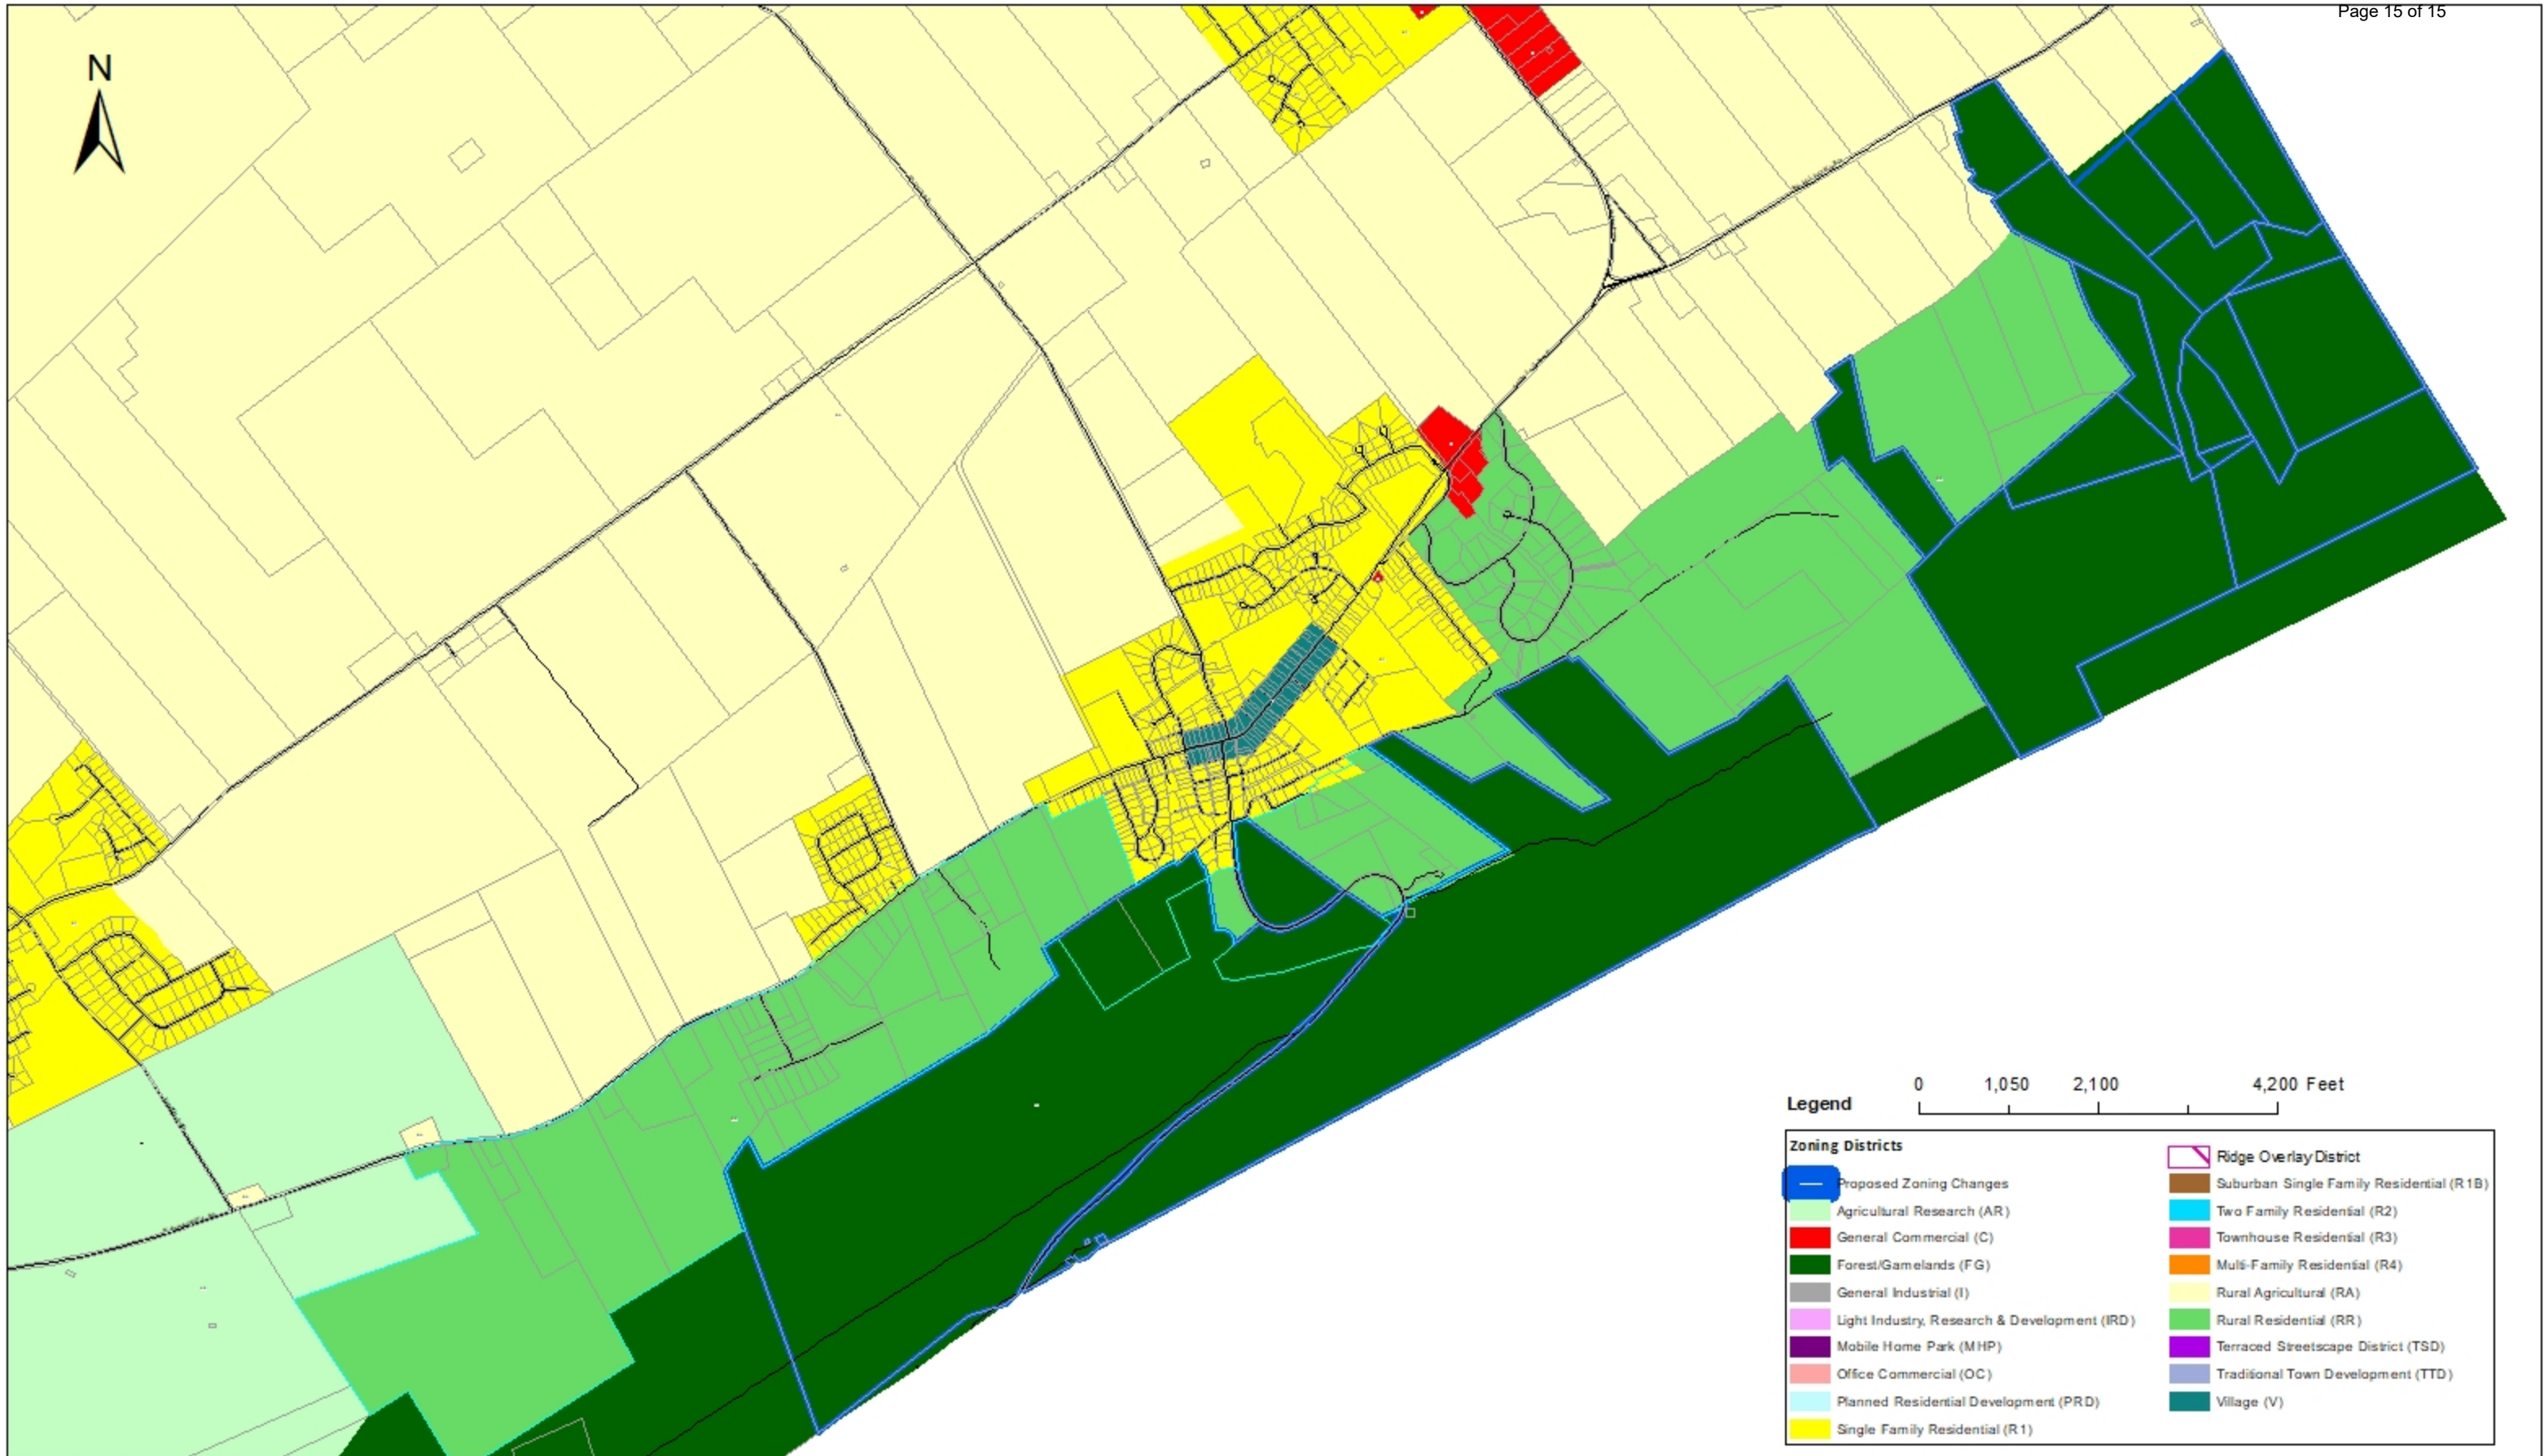 Page 15 of 15
N
0 1,050 2,100 4,200 Feet
Legend
Zoning Districts
Proposed Zoning Changes
Agricultural Research (AR)
General Commercial (C)
Forest/Gamelands (FG)
General Industrial (I)
Light Industry, Research & Development (IRD)
Mobile Home Park (MHP)
Office Commercial (OC)
Planned Residential Development (PRD)
Single Family Residential (R1)
Ridge Overlay District
Suburban Single Family Residential (R1B)
Two Family Residential (R2)
Townhouse Residential (R3)
Multi-Family Residential (R4)
Rural Agricultural (RA)
Rural Residential (RR)
Terraced Streetscape District (TSD)
Traditional Town Development (TTD)
Village (V)